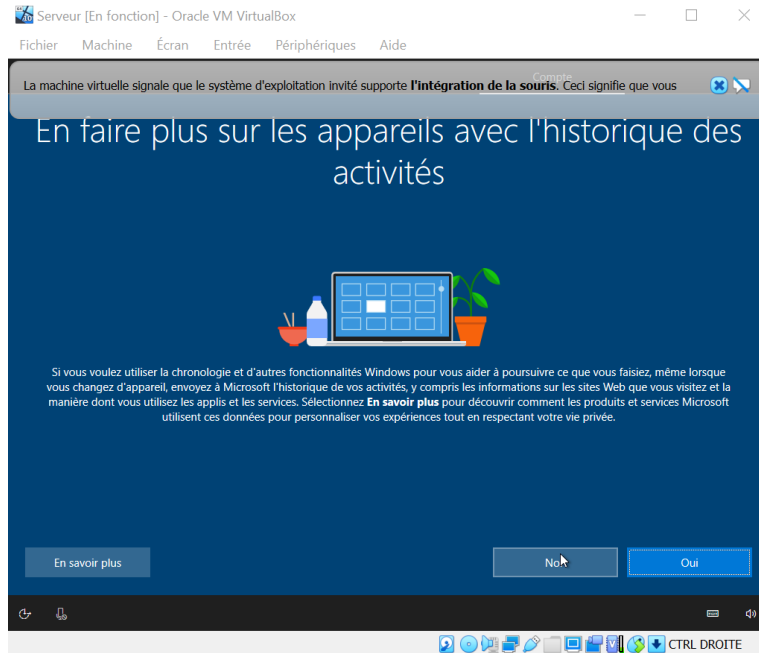 Serveur [En fonction] - Oracle VM VirtualBox
Fichier Machine Écran Entrée Périphériques Aide
Compte
La machine virtuelle signale que le système d'exploitation invité supporte l'intégration de la souris. Ceci signifie que vous
En faire plus sur les appareils avec l'historique des
activités
Si vous voulez utiliser la chronologie et d'autres fonctionnalités Windows pour vous aider à poursuivre ce que vous faisiez, même lorsque
vous changez d'appareil, envoyez à Microsoft l'historique de vos activités, y compris les informations sur les sites Web que vous visitez et la
manière dont vous utilisez les applis et les services. Sélectionnez En savoir plus pour découvrir comment les produits et services Microsoft
utilisent ces données pour personnaliser vos expériences tout en respectant votre vie privée.
En savoir plus
Non
Oui
CTRL DROITE